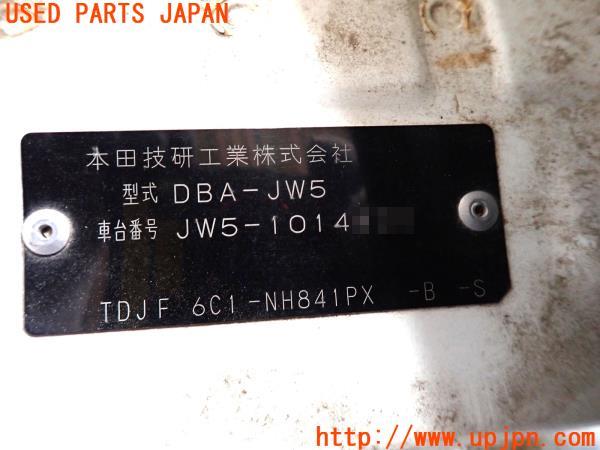 USED PARTS JAPAN
本田技研工業株式会社
型式 DBA-JW5
車台番号 JW5-1014
TDJF 6C1-NH841PX -B -S
http://www.upjpn.com